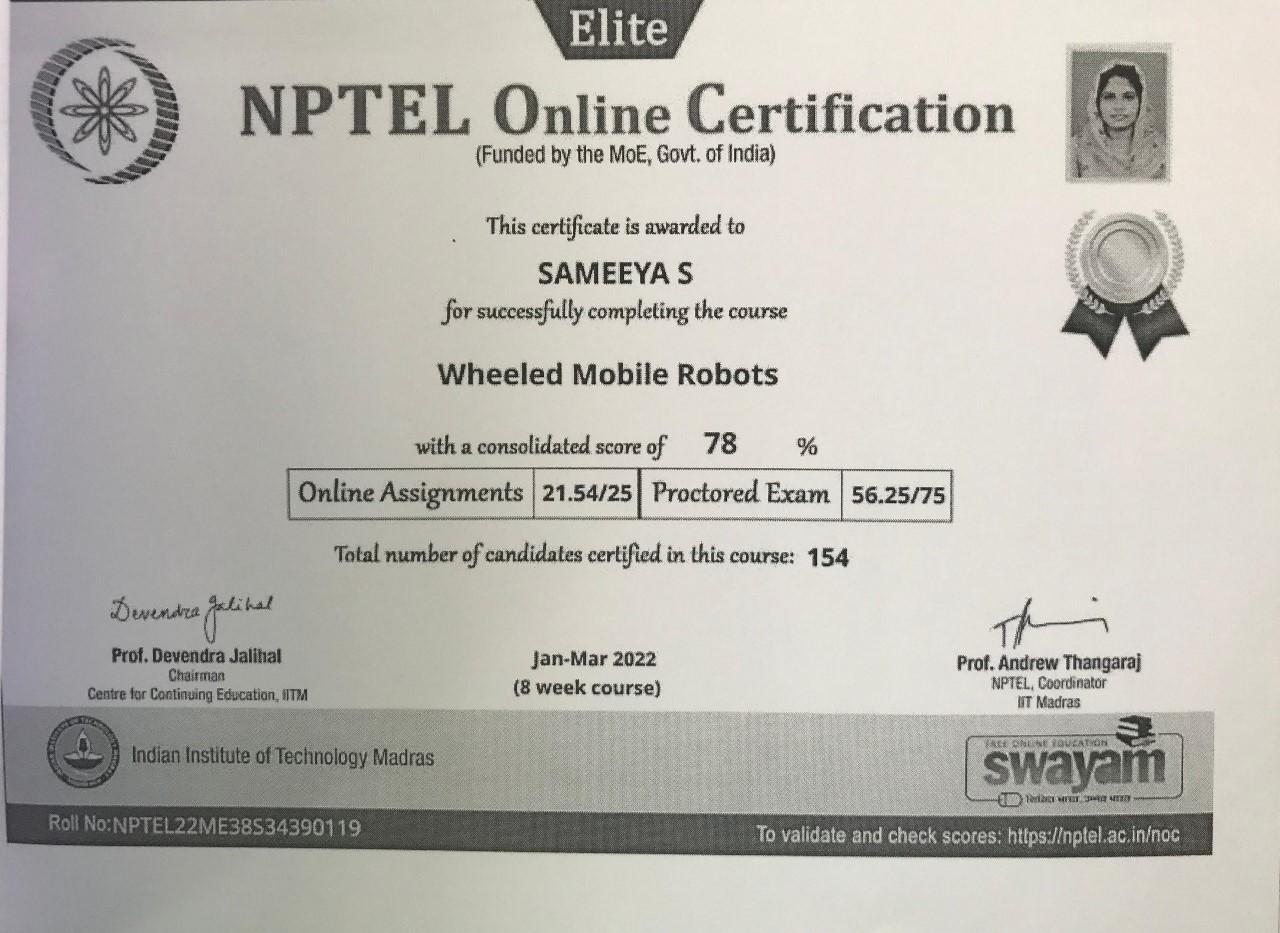 Elite
NPTEL Online Certification
(Funded by the MoE, Govt. of India)
This certificate is awarded to
SAMEEYA S
for successfully completing the course
Wheeled Mobile Robots
with a consolidated score of 78 %
Online Assignments 21.54/25 Proctored Exam 56.25/75
Total number of candidates certified in this course: 154
Devendra Jalihal
Prof. Devendra Jalihal
Chairman
Centre for Continuing Education, IITM
Jan-Mar 2022
(8 week course)
Prof. Andrew Thangaraj
NPTEL, Coordinator
IIT Madras
Indian Institute of Technology Madras
FREE ONLINE EDUCATION
swayam
Roll No:NPTEL22ME38S34390119
To validate and check scores: https://nptel.ac.in/noc